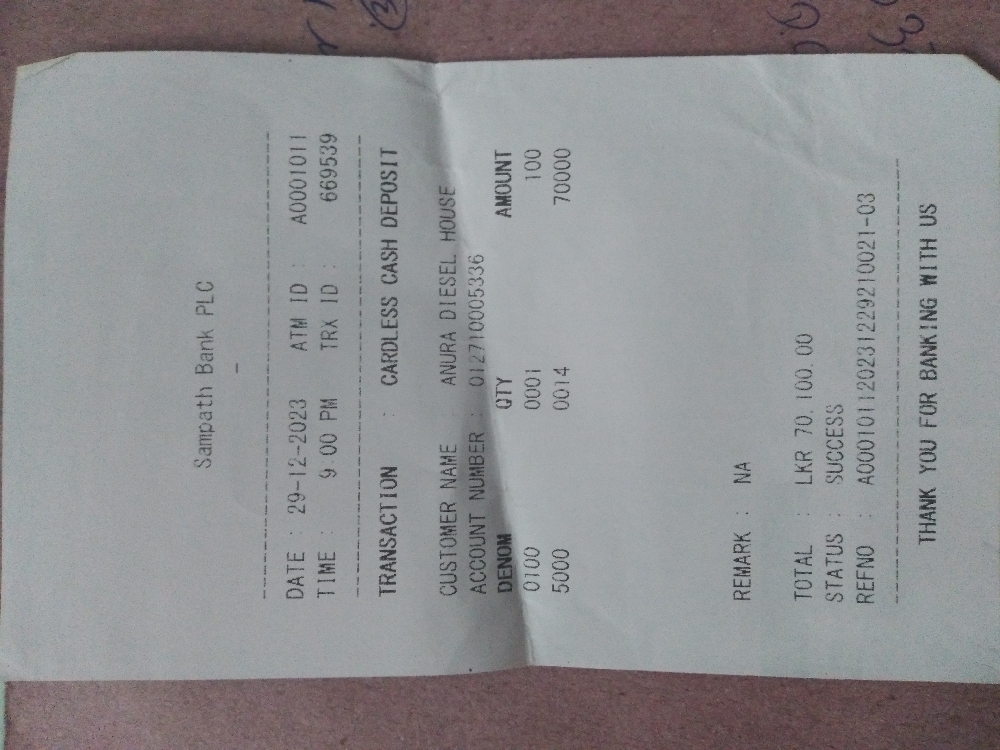 Sampath Bank PLC
DATE : 29-12-2023 ATM ID : A0001011
TIME : 9 00 PM TRX ID : 669539
TRANSACTION : CARDLESS CASH DEPOSIT
CUSTOMER NAME : ANURA DIESEL HOUSE
ACCOUNT NUMBER : 012710005336
DENOM QTY AMOUNT
0100 0001 100
5000 0014 70000
REMARK : NA
TOTAL : LKR 70,100.00
STATUS : SUCCESS
REFNO : A000101120231229210021-03
THANK YOU FOR BANKING WITH US